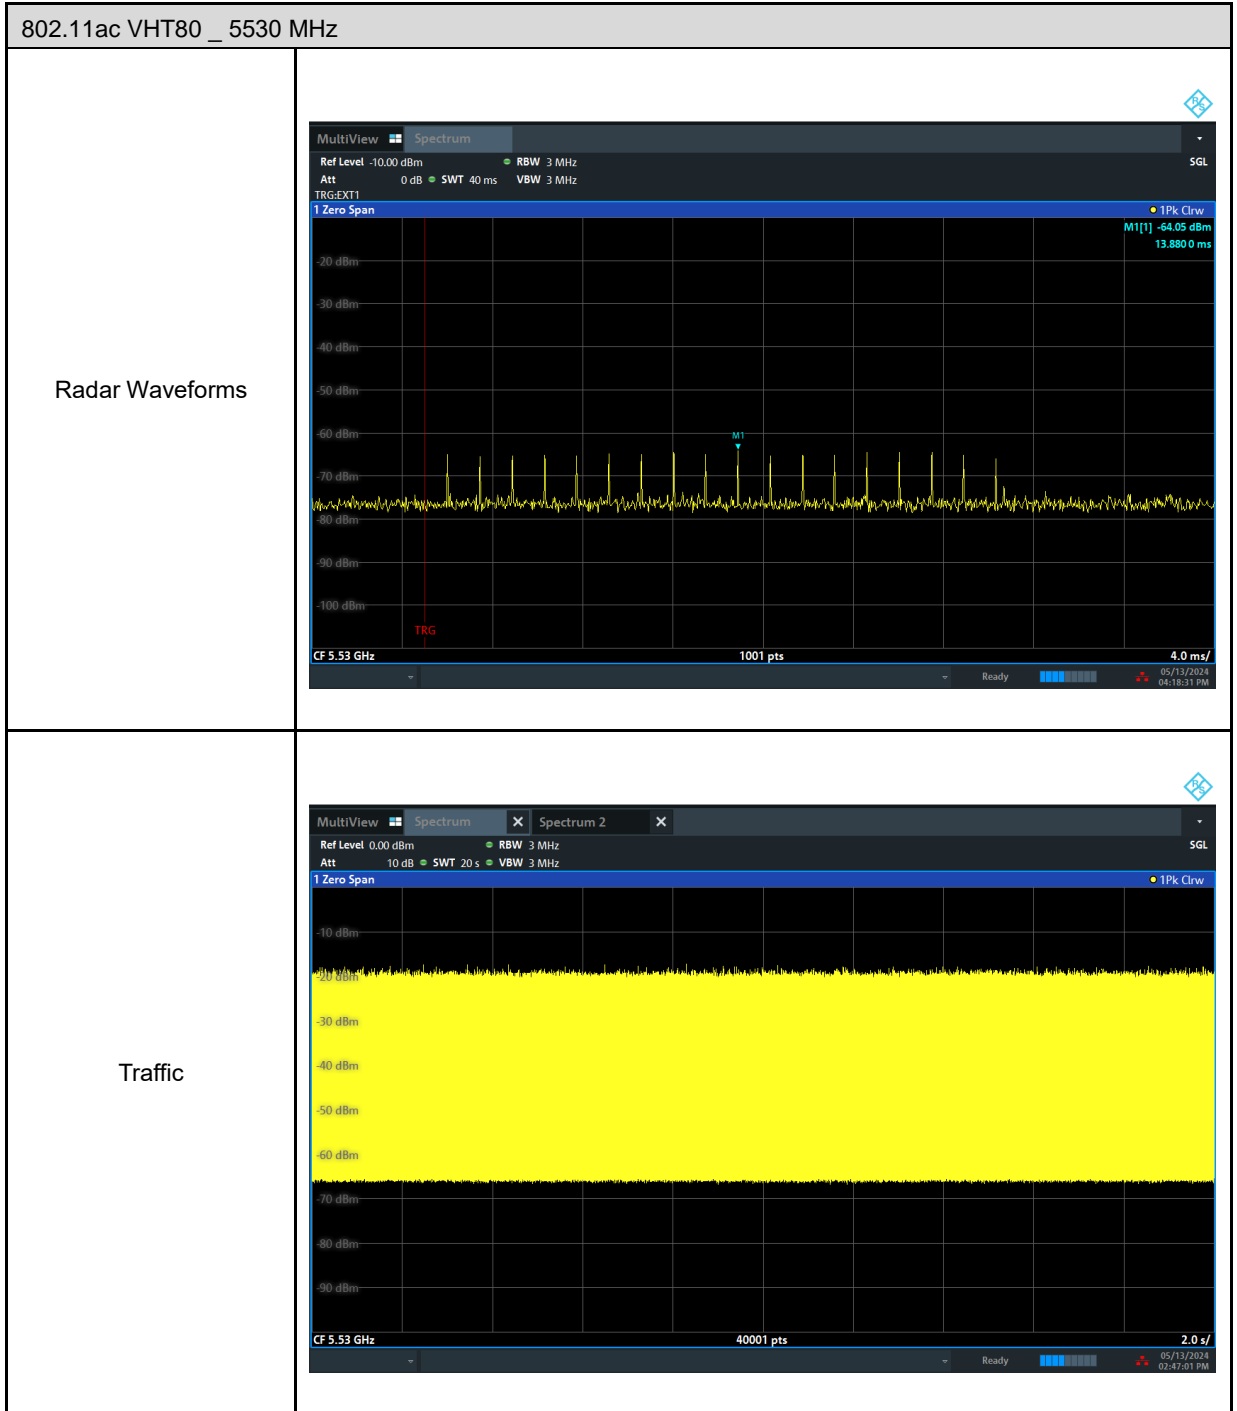 802.11ac VHT80 _ 5530 MHz
Radar Waveforms
R&S
MultiView Spectrum
Ref Level -10.00 dBm RBW 3 MHz SGL
Att 0 dB SWT 40 ms VBW 3 MHz
TRG:EXT1
1 Zero Span 1Pk Clrw
M1[1] -64.05 dBm
13.880 0 ms
-20 dBm
-30 dBm
-40 dBm
-50 dBm
-60 dBm
M1
-70 dBm
-80 dBm
-90 dBm
-100 dBm
TRG
CF 5.53 GHz 1001 pts 4.0 ms/
Ready 05/13/2024
04:18:31 PM
Traffic
R&S
MultiView Spectrum X Spectrum 2 X
Ref Level 0.00 dBm RBW 3 MHz SGL
Att 10 dB SWT 20 s VBW 3 MHz
1 Zero Span 1Pk Clrw
-10 dBm
-20 dBm
-30 dBm
-40 dBm
-50 dBm
-60 dBm
-70 dBm
-80 dBm
-90 dBm
CF 5.53 GHz 40001 pts 2.0 s/
Ready 05/13/2024
02:47:01 PM